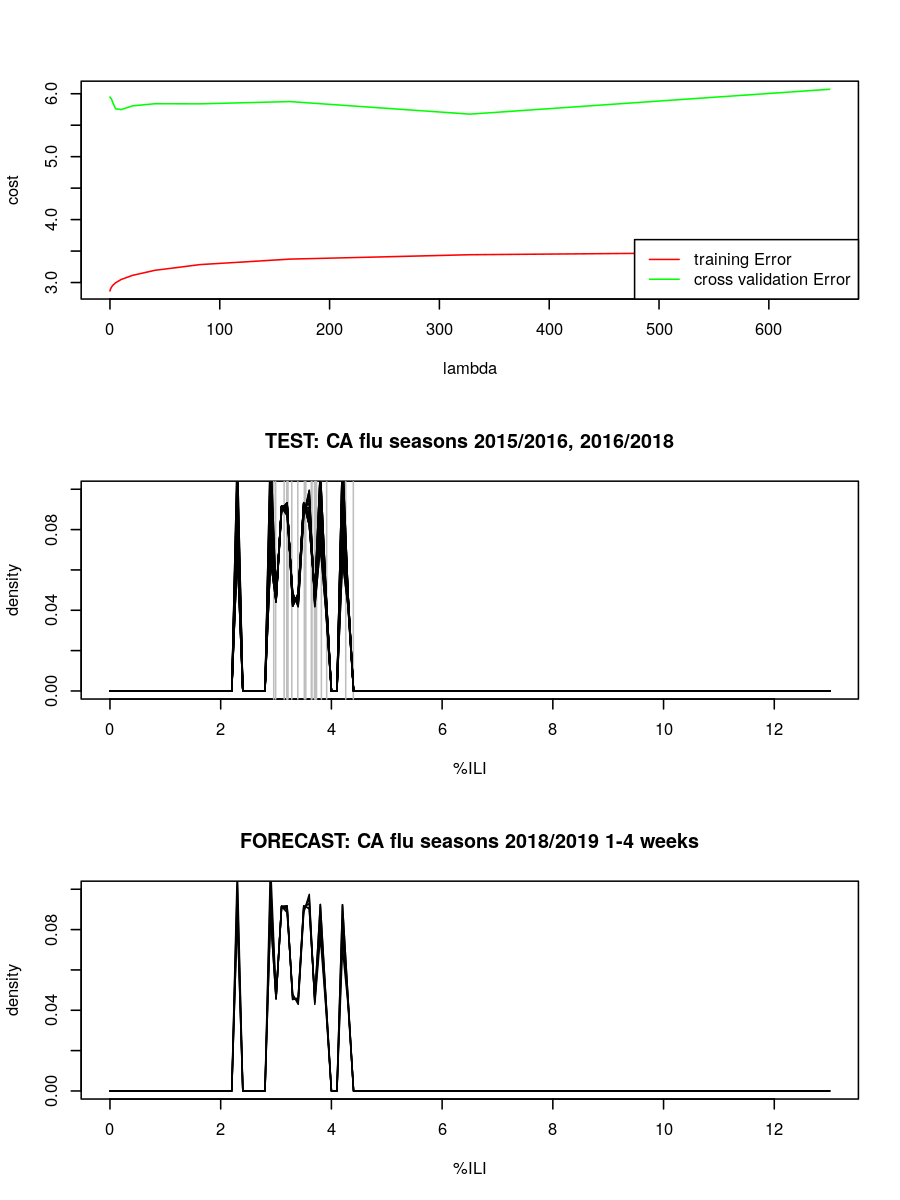 6.0
5.0
4.0
3.0
cost
training Error
cross validation Error
0 100 200 300 400 500 600
lambda
TEST: CA flu seasons 2015/2016, 2016/2018
0.08
0.04
0.00
density
0 2 4 6 8 10 12
%ILI
FORECAST: CA flu seasons 2018/2019 1-4 weeks
0.08
0.04
0.00
density
0 2 4 6 8 10 12
%ILI